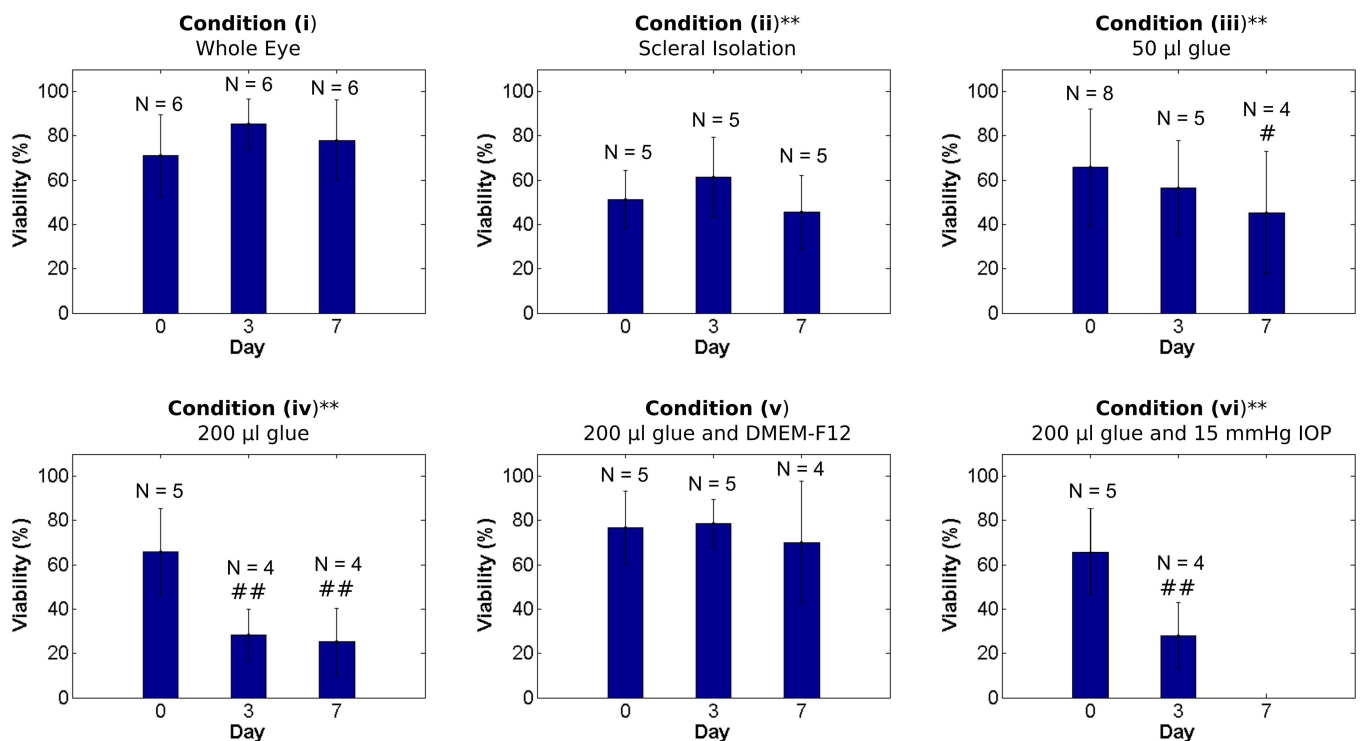 Condition (i)
Whole Eye
Viability (%)
100
80
60
40
20
0
N = 6
N = 6
N = 6
0 3 7
Day
Condition (ii)**
Scleral Isolation
Viability (%)
100
80
60
40
20
0
N = 5
N = 5
N = 5
0 3 7
Day
Condition (iii)**
50 µl glue
Viability (%)
100
80
60
40
20
0
N = 8
N = 5
N = 4
#
0 3 7
Day
Condition (iv)**
200 µl glue
Viability (%)
100
80
60
40
20
0
N = 5
N = 4
##
N = 4
##
0 3 7
Day
Condition (v)
200 µl glue and DMEM-F12
Viability (%)
100
80
60
40
20
0
N = 5
N = 5
N = 4
0 3 7
Day
Condition (vi)**
200 µl glue and 15 mmHg IOP
Viability (%)
100
80
60
40
20
0
N = 5
N = 4
##
0 3 7
Day